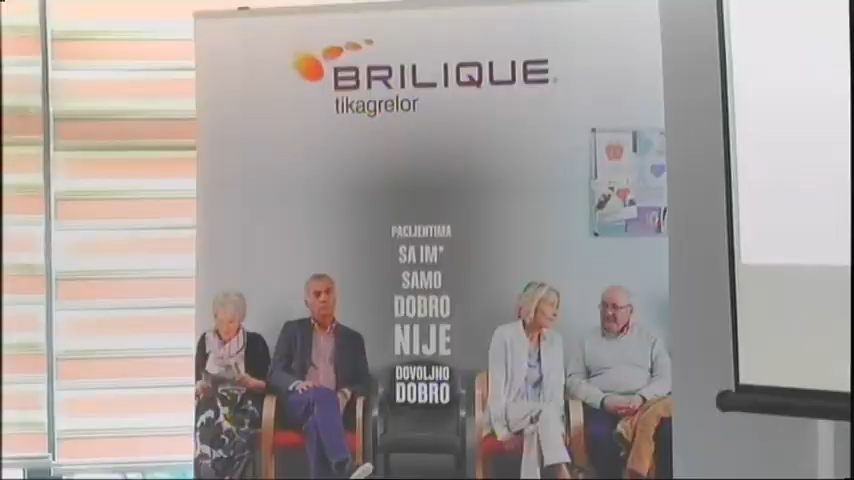 BRILIQUE
tikagrelor
PACIJENTIMA
SA IM*
SAMO
DOBRO
NIJE
DOVOLJNO
DOBRO